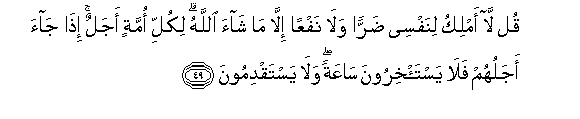 قُل لَّآ أَمْلِكُ لِنَفْسِى ضَرًّا وَلَا نَفْعًا إِلَّا مَا شَآءَ ٱللَّهُ ۗ لِكُلِّ أُمَّةٍ أَجَلٌ ۚ إِذَا جَآءَ
أَجَلُهُمْ فَلَا يَسْتَـْٔخِرُونَ سَاعَةً ۖ وَلَا يَسْتَقْدِمُونَ ٤٩